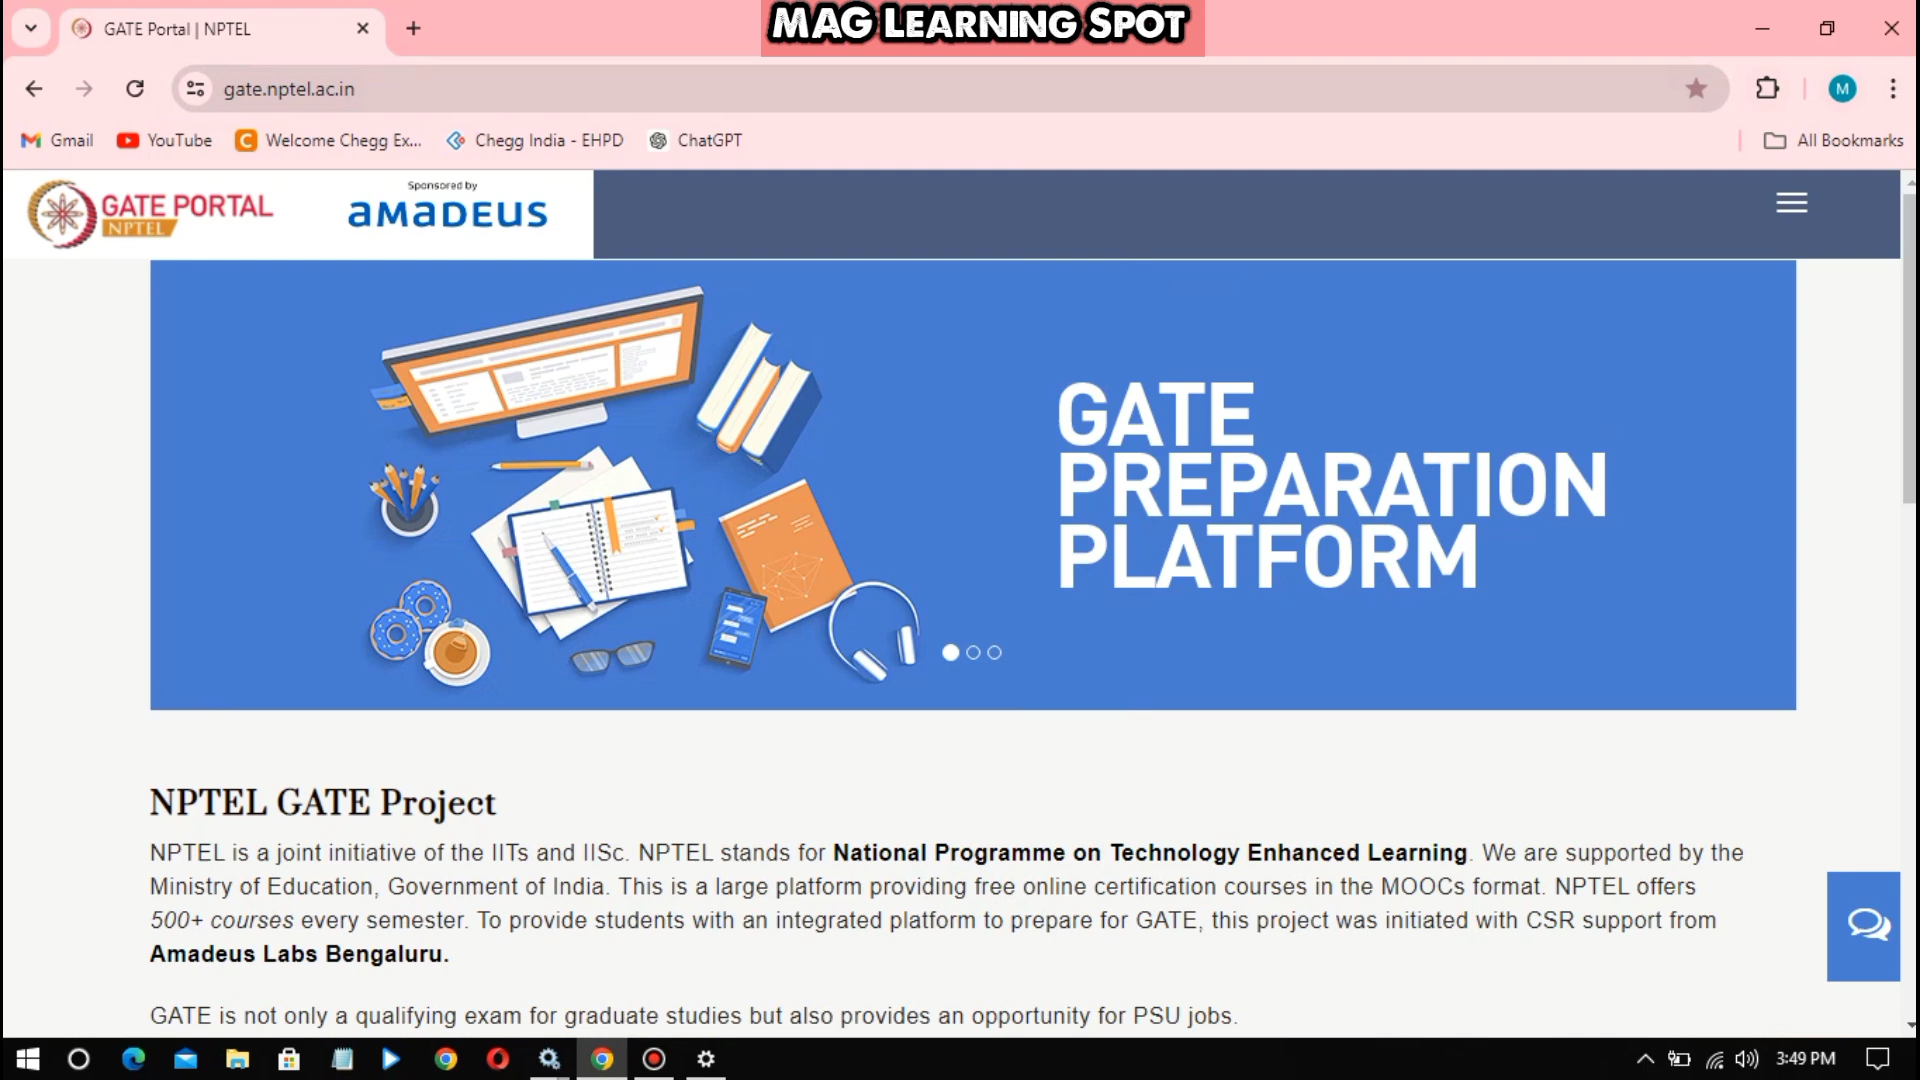 MAG LEARNING SPOT
GATE Portal | NPTEL
gate.nptel.ac.in
M
Gmail
YouTube
C
Welcome Chegg Ex...
Chegg India - EHPD
ChatGPT
All Bookmarks
GATE PORTAL
NPTEL
Sponsored by
amadeus
GATE
PREPARATION
PLATFORM
NPTEL GATE Project
NPTEL is a joint initiative of the IITs and IISc. NPTEL stands for National Programme on Technology Enhanced Learning. We are supported by the
Ministry of Education, Government of India. This is a large platform providing free online certification courses in the MOOCs format. NPTEL offers
500+ courses every semester. To provide students with an integrated platform to prepare for GATE, this project was initiated with CSR support from
Amadeus Labs Bengaluru.
GATE is not only a qualifying exam for graduate studies but also provides an opportunity for PSU jobs.
3:49 PM